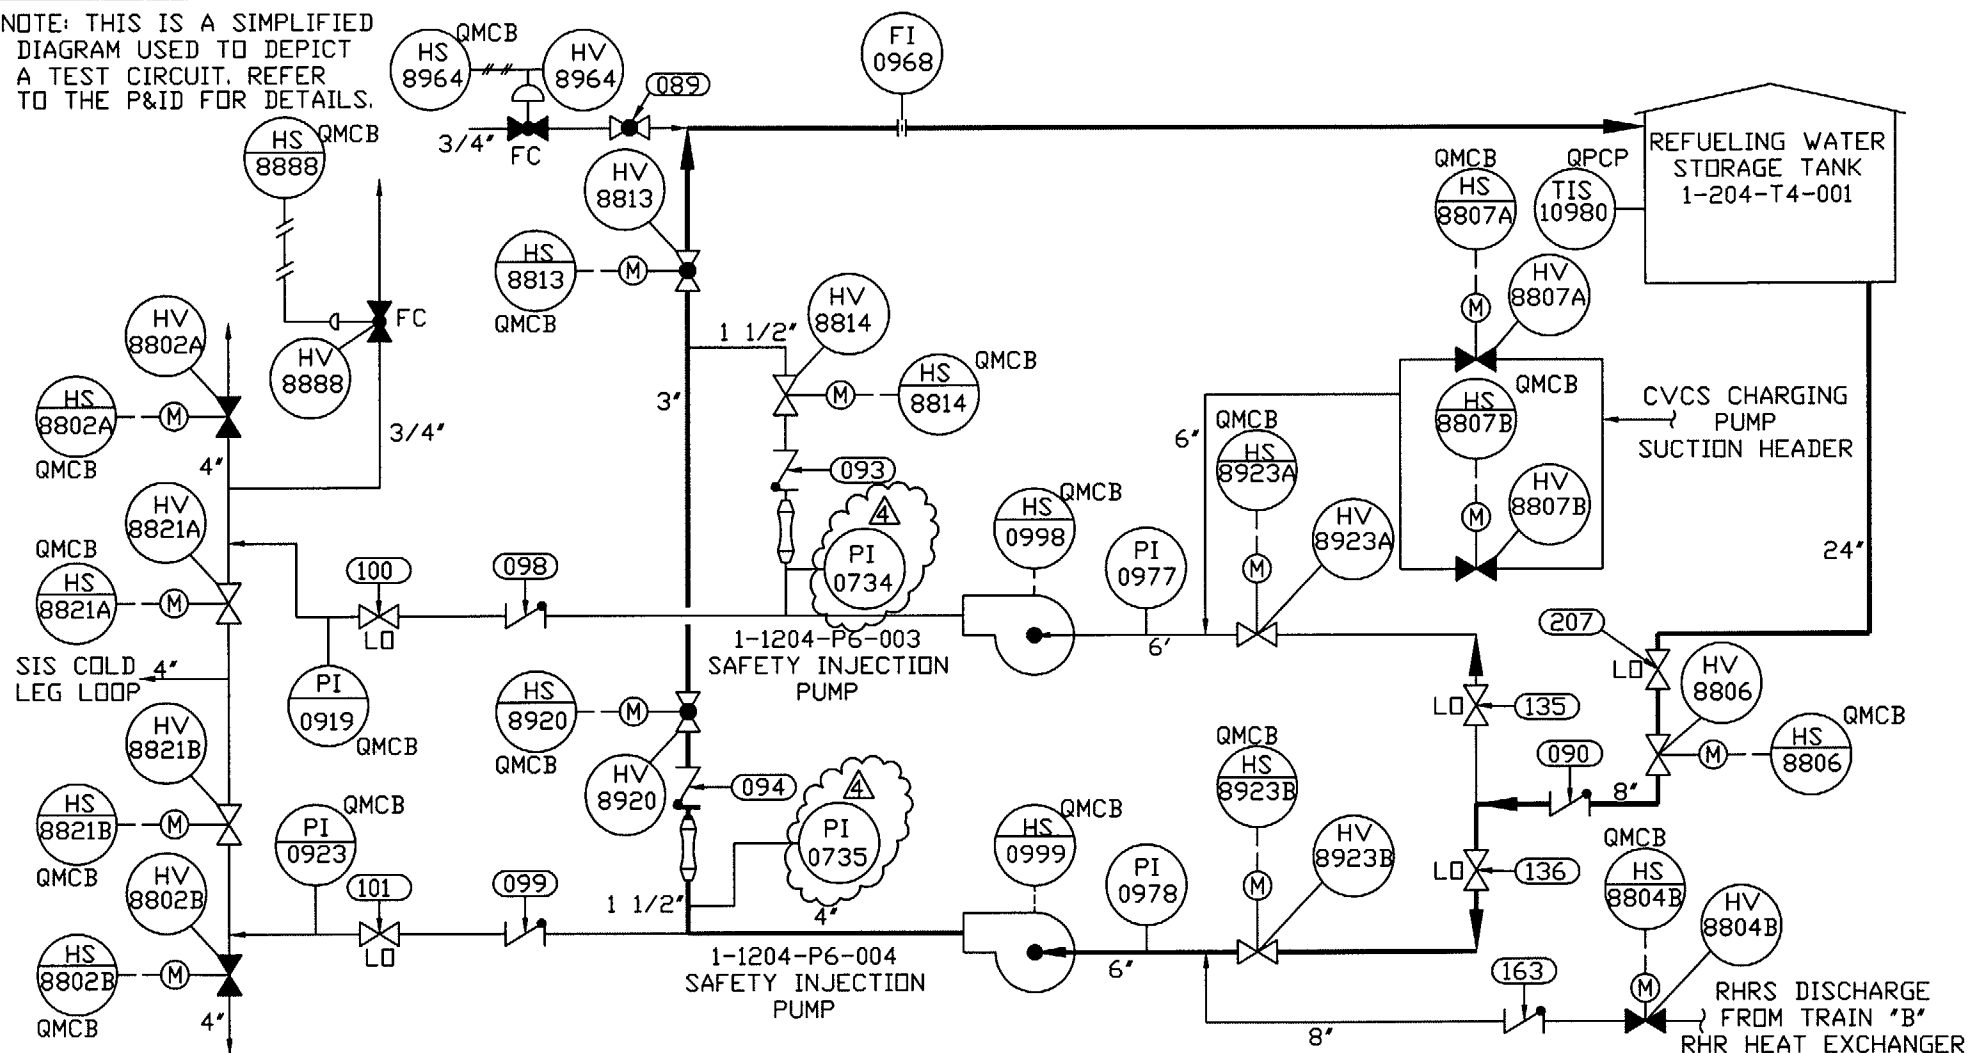 NOTE: THIS IS A SIMPLIFIED
DIAGRAM USED TO DEPICT
A TEST CIRCUIT. REFER
TO THE P&ID FOR DETAILS.
HS
8964
QMCB
HV
8964
089
3/4"
FC
FI
0968
HS
8888
QMCB
FC
HV
8888
3/4"
HV
8813
HS
8813
QMCB
1 1/2"
HV
8814
HS
8814
QMCB
3"
093
4
PI
0734
REFUELING WATER
STORAGE TANK
1-204-T4-001
QPCP
TIS
10980
QMCB
HS
8807A
HV
8807A
QMCB
HS
8807B
HV
8807B
CVCS CHARGING
PUMP
SUCTION HEADER
24"
6"
QMCB
HS
8923A
HV
8923A
HS
0998
QMCB
PI
0977
6'
HV
8802A
HS
8802A
QMCB
4"
HV
8821A
QMCB
HS
8821A
100
LO
098
1-1204-P6-003
SAFETY INJECTION
PUMP
SIS COLD
LEG LOOP
4"
PI
0919
QMCB
HS
8920
QMCB
HV
8920
094
4
PI
0735
207
LO
HV
8806
HS
8806
QMCB
LO
135
090
8"
LO
136
QMCB
HS
8923B
HV
8923B
HS
0999
QMCB
PI
0978
6"
HV
8821B
HS
8821B
QMCB
HV
8802B
HS
8802B
QMCB
4"
PI
0923
QMCB
101
LO
099
1 1/2"
4"
1-1204-P6-004
SAFETY INJECTION
PUMP
QMCB
HS
8804B
HV
8804B
163
8"
RHRS DISCHARGE
FROM TRAIN "B"
RHR HEAT EXCHANGER
M
M
M
M
M
M
M
M
M
M
M
M
M
M